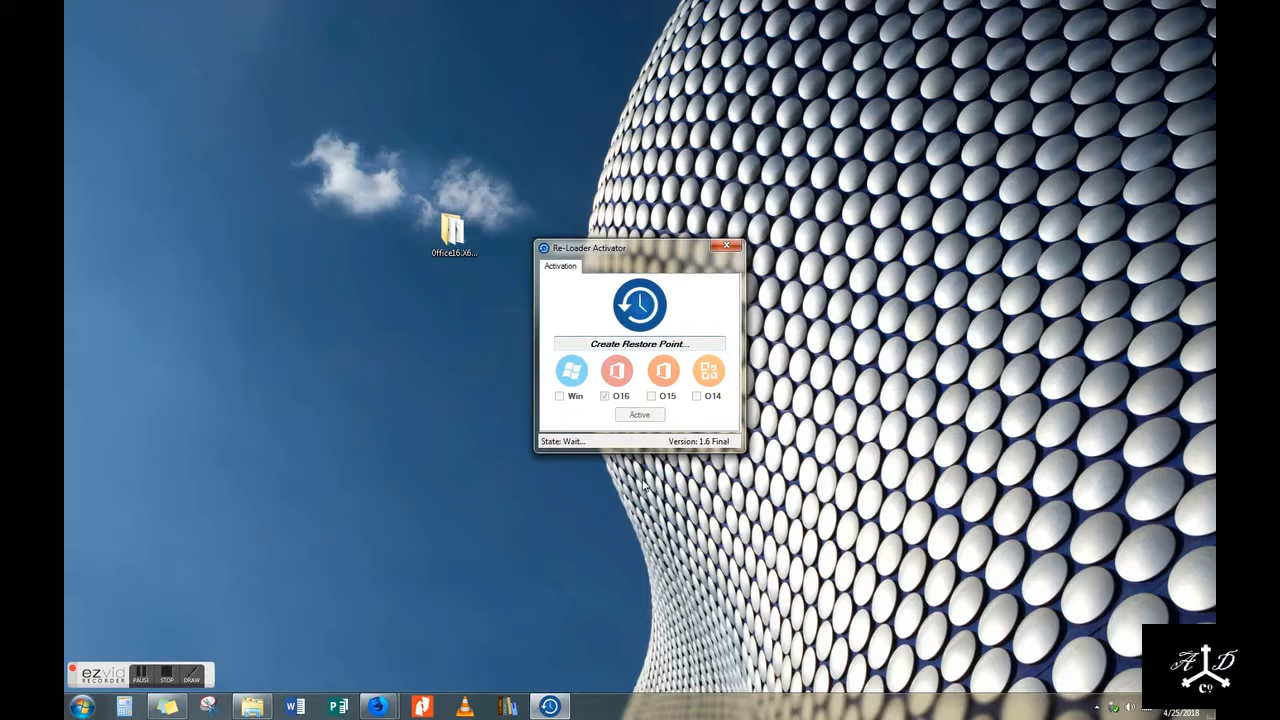 Office16.X6...
Re-Loader Activator
Activation
Create Restore Point...
Win
O16
O15
O14
Active
State: Wait...
Version: 1.6 Final
ezvid
RECORDER
PAUSE
STOP
DRAW
A D
Co
4/25/2018